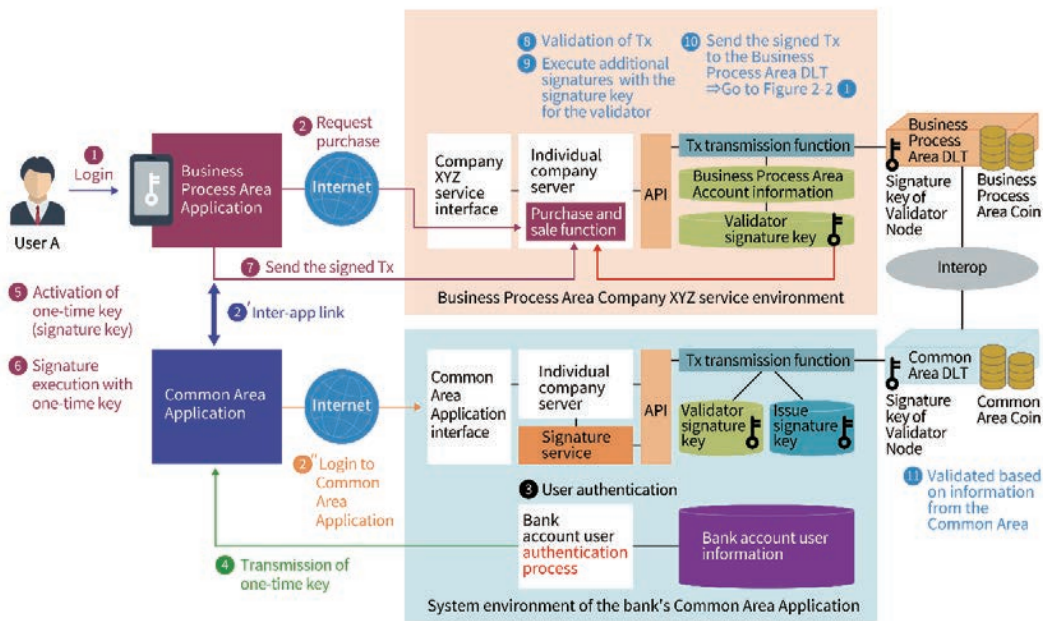 8 Validation of Tx
9 Execute additional
signatures with the
signature key
for the validator
10 Send the signed Tx
to the Business
Process Area DLT
⇒Go to Figure 2-2 1
1 Login
User A
Business
Process Area
Application
2 Request
purchase
Internet
Company
XYZ
service
interface
Individual
company
server
Purchase and
sale function
API
Tx transmission function
Business Process Area
Account information
Validator
signature key
Business
Process
Area DLT
Signature
key of
Validator
Node
Business
Process
Area Coin
7 Send the signed Tx
Business Process Area Company XYZ service environment
Interop
5 Activation of
one-time key
(signature key)
6 Signature
execution with
one-time key
2' Inter-app link
Common Area
Application
Internet
2" Login to
Common
Area
Application
Common
Area
Application
interface
Individual
company
server
Signature
service
API
Tx transmission function
Validator
signature
key
Issue
signature
key
Common
Area DLT
Signature
key of
Validator
Node
Common
Area Coin
3 User authentication
Bank
account user
authentication
process
Bank account user
information
11 Validated based
on information
from the
Common Area
4 Transmission of
one-time key
System environment of the bank's Common Area Application